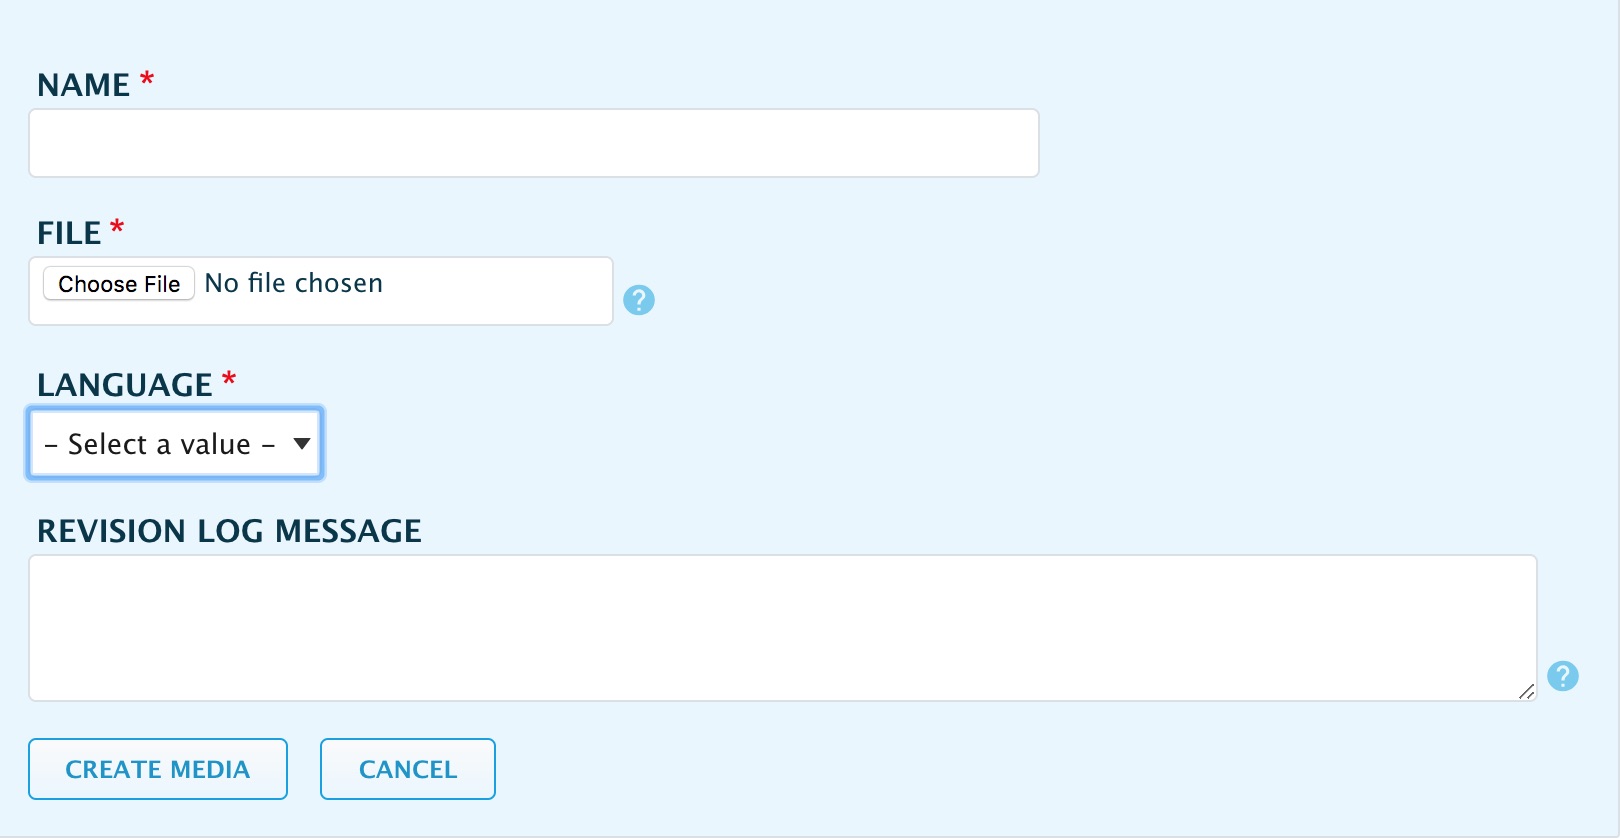 NAME *
FILE *
Choose File No file chosen
?
LANGUAGE *
– Select a value –
REVISION LOG MESSAGE
?
CREATE MEDIA CANCEL